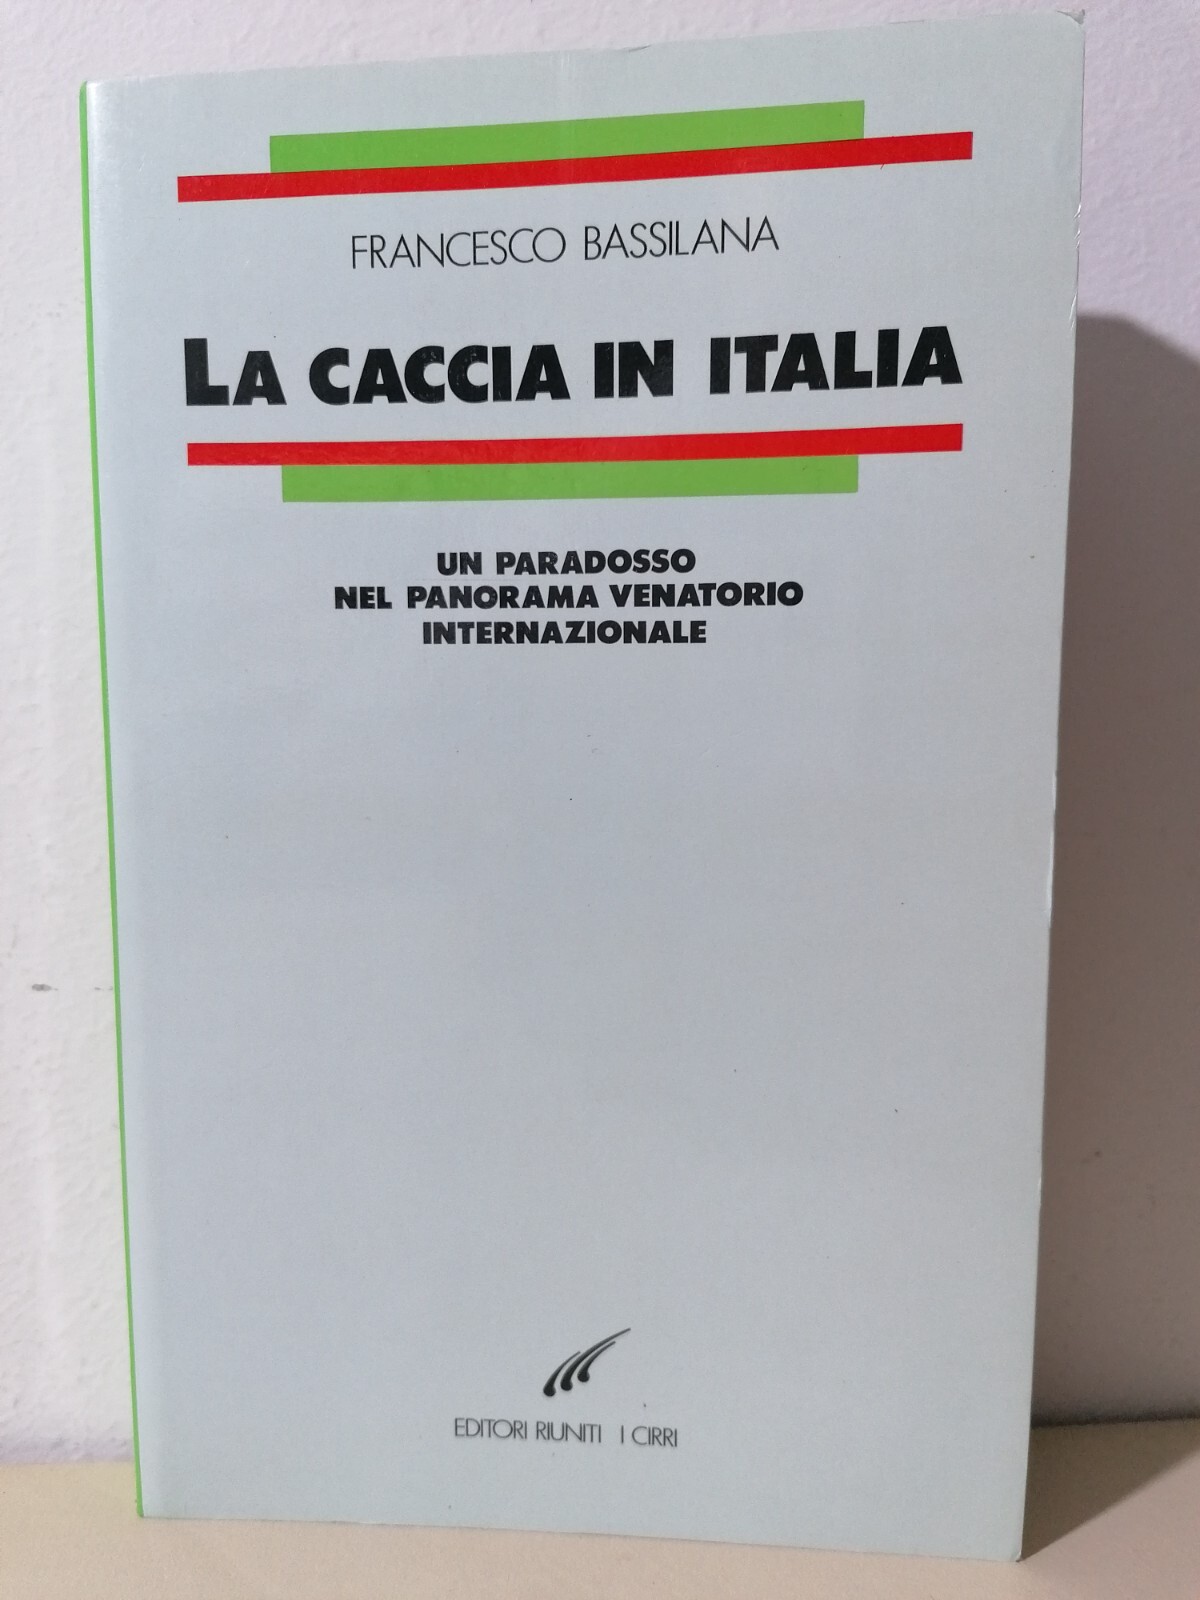 FRANCESCO BASSILANA
LA CACCIA IN ITALIA
UN PARADOSSO
NEL PANORAMA VENATORIO
INTERNAZIONALE
EDITORI RIUNITI I CIRRI